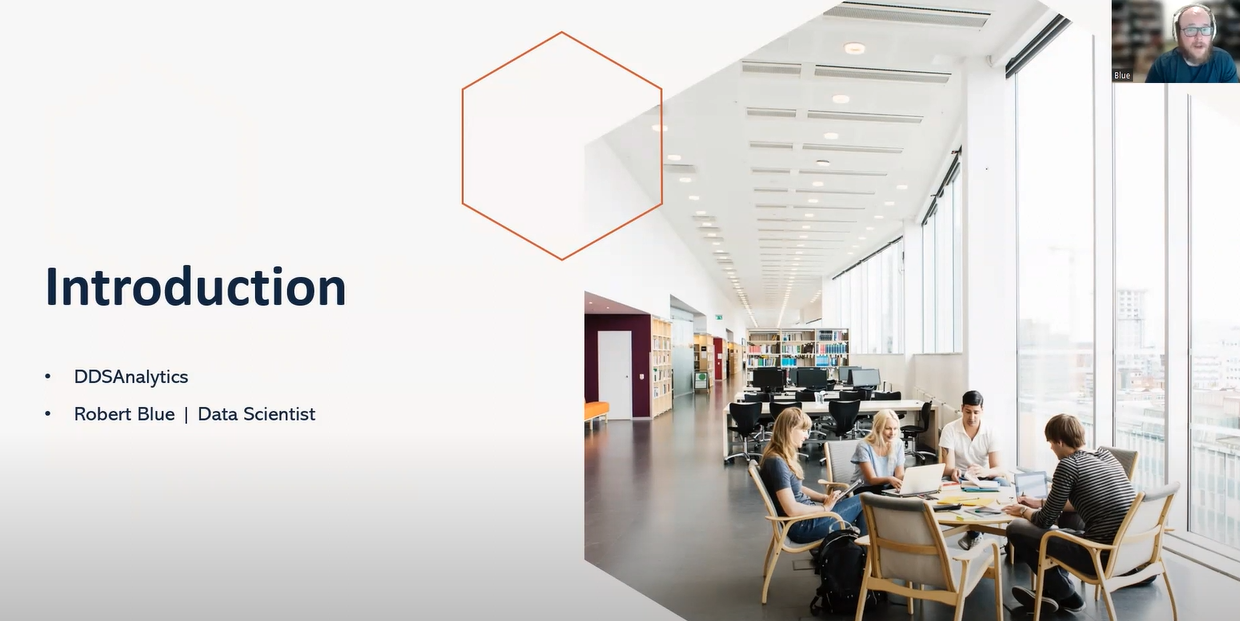 Introduction
• DDSAnalytics
• Robert Blue | Data Scientist
Blue